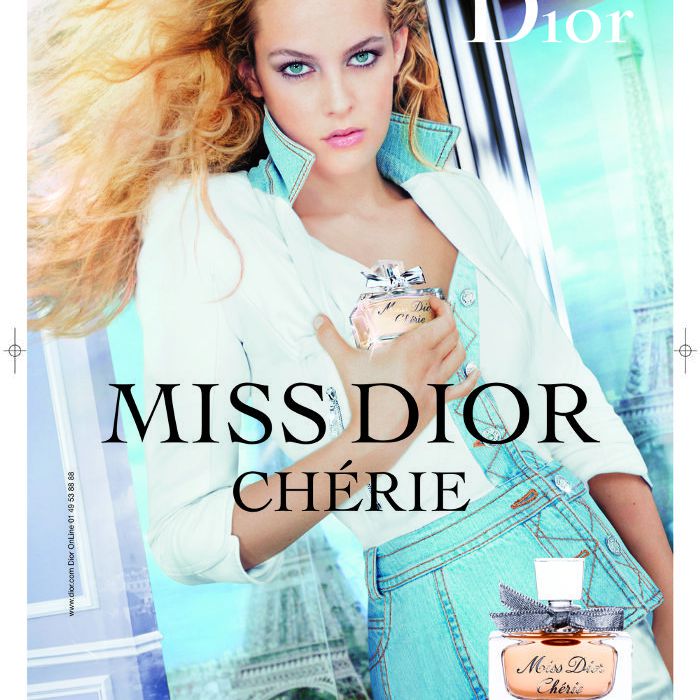 Dior
Miss Dior
Chérie
MISS DIOR
CHÉRIE
www.dior.com Dior OnLine 01 49 53 88 88
Miss Dior
Chérie